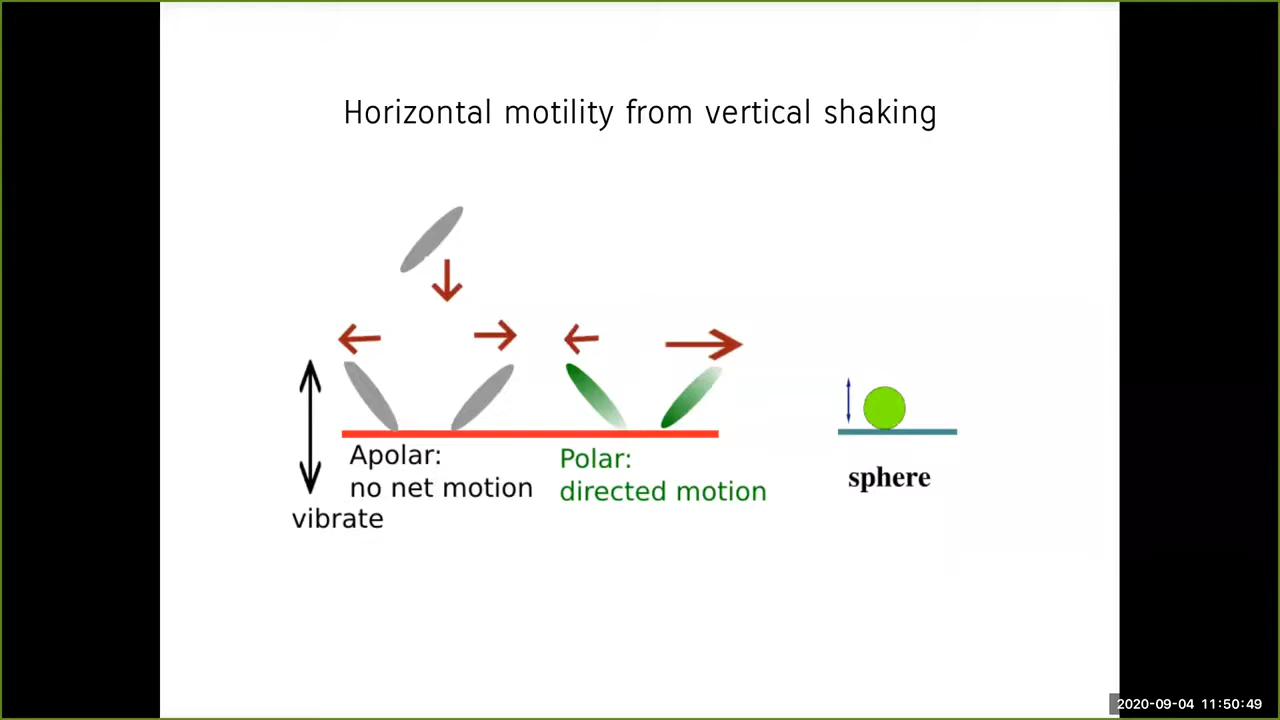 Horizontal motility from vertical shaking
Apolar:
no net motion
vibrate
Polar:
directed motion
sphere
2020-09-04 11:50:49